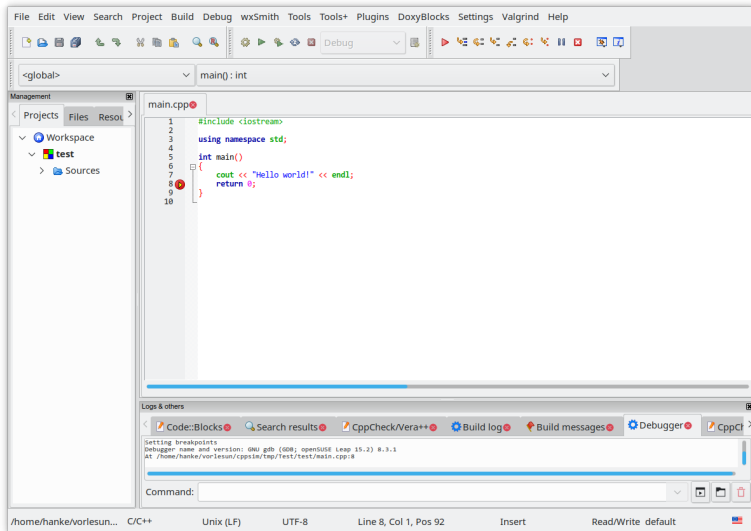 File Edit View Search Project Build Debug wxSmith Tools Tools+ Plugins DoxyBlocks Settings Valgrind Help
Debug
<global> main() : int
Management
Projects Files Resou
Workspace
test
Sources
main.cpp
1 #include <iostream>
2
3 using namespace std;
4
5 int main()
6 {
7 cout << "Hello world!" << endl;
8 return 0;
9 }
10
Logs & others
Code::Blocks Search results CppCheck/Vera++ Build log Build messages Debugger CppCh
Setting breakpoints
Debugger name and version: GNU gdb (GDB; openSUSE Leap 15.2) 8.3.1
At /home/hanke/vorlesun/cppsim/tmp/Test/test/main.cpp:8
Command:
/home/hanke/vorlesun... C/C++ Unix (LF) UTF-8 Line 8, Col 1, Pos 92 Insert Read/Write default